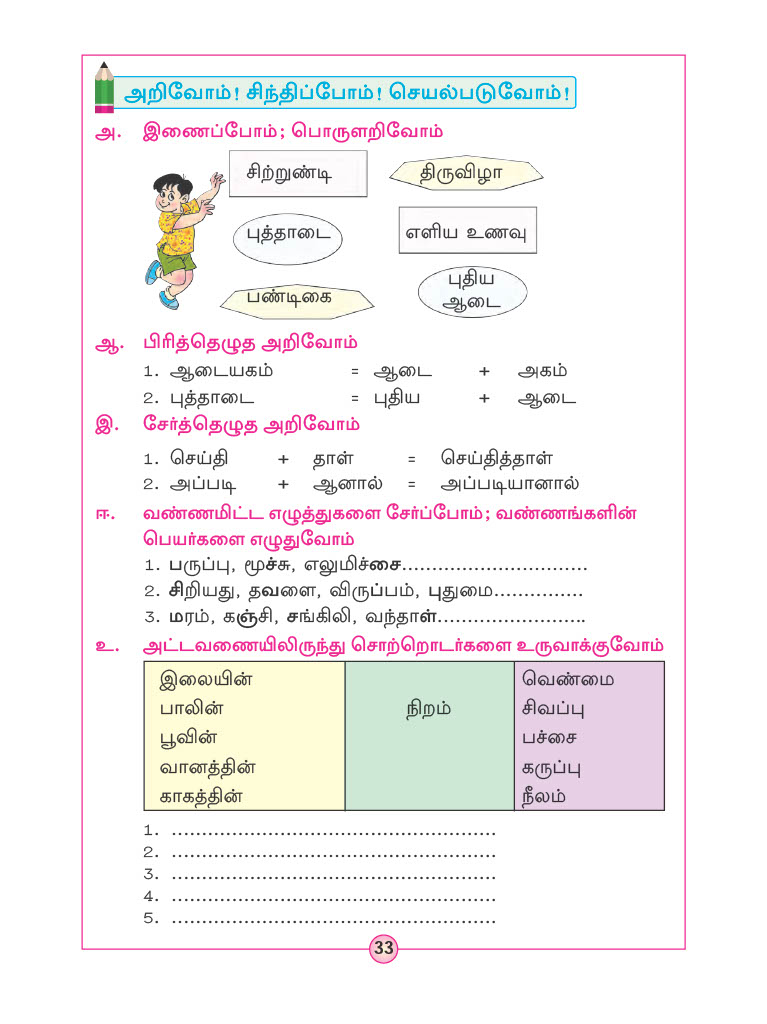 அறிவோம்! சிந்திப்போம்! செயல்படுவோம்!
அ. இணைப்போம்; பொருளறிவோம்
சிற்றுண்டி திருவிழா
புத்தாடை எளிய உணவு
பண்டிகை புதிய
ஆடை
ஆ. பிரித்தெழுத அறிவோம்
1. ஆடையகம் = ஆடை + அகம்
2. புத்தாடை = புதிய + ஆடை
இ. சேர்த்தெழுத அறிவோம்
1. செய்தி + தாள் = செய்தித்தாள்
2. அப்படி + ஆனால் = அப்படியானால்
ஈ. வண்ணமிட்ட எழுத்துகளை சேர்ப்போம்; வண்ணங்களின்
பெயர்களை எழுதுவோம்
1. பருப்பு, மூச்சு, எலுமிச்சை...............................
2. சிறியது, தவளை, விருப்பம், புதுமை...............
3. மரம், கஞ்சி, சங்கிலி, வந்தாள்.........................
உ. அட்டவணையிலிருந்து சொற்றொடர்களை உருவாக்குவோம்
இலையின் வெண்மை
பாலின் நிறம் சிவப்பு
பூவின் பச்சை
வானத்தின் கருப்பு
காகத்தின் நீலம்
1. ......................................................
2. ......................................................
3. ......................................................
4. ......................................................
5. ......................................................
33